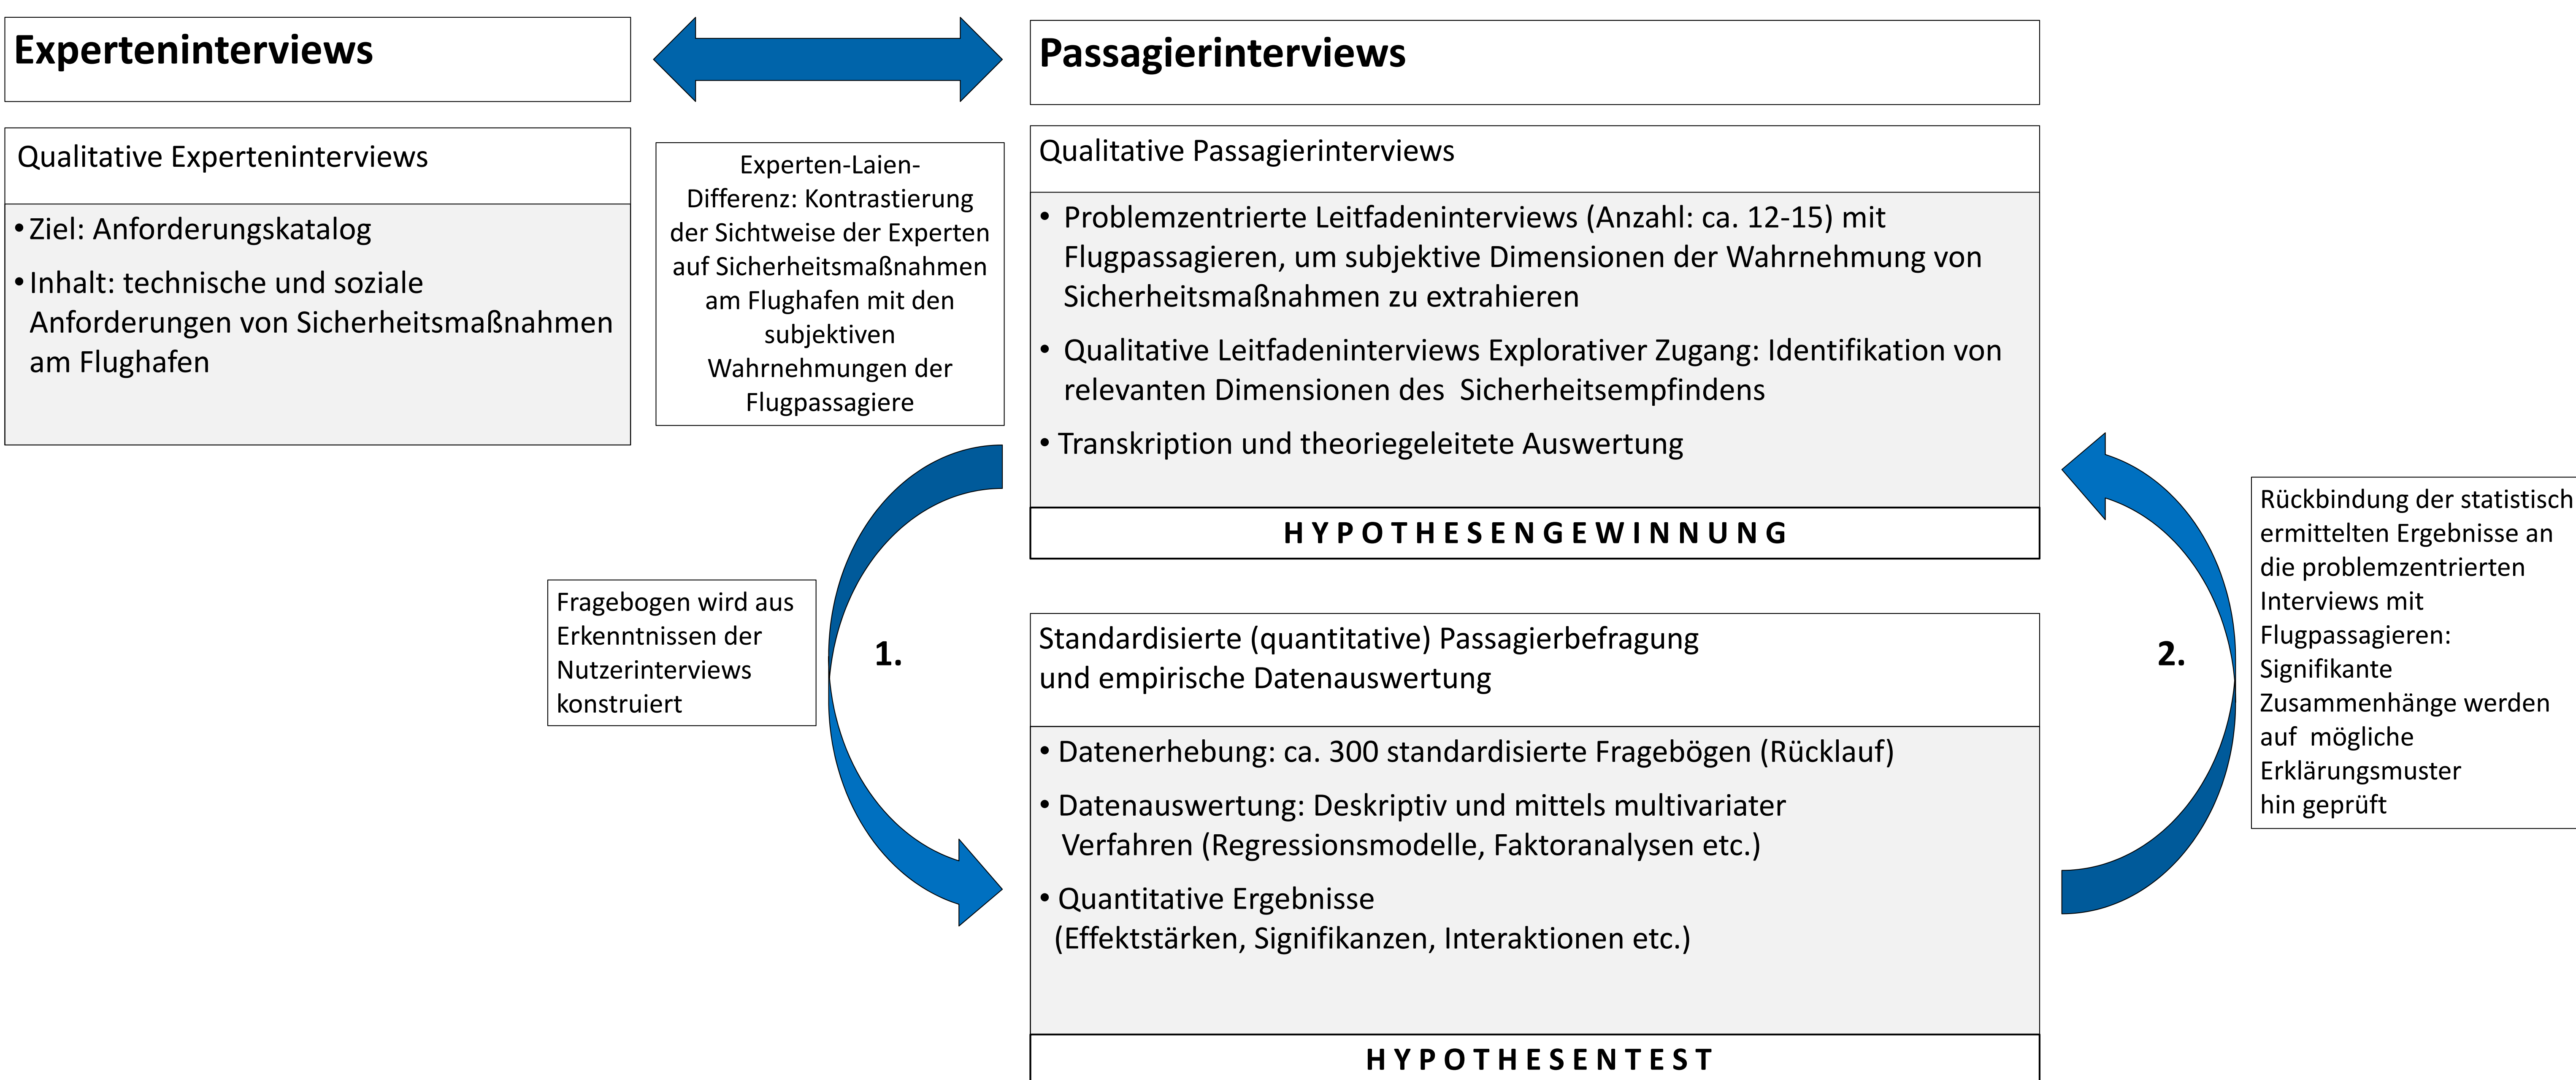 Experteninterviews
Passagierinterviews
Qualitative Experteninterviews
•Ziel: Anforderungskatalog
•Inhalt: technische und soziale
Anforderungen von Sicherheitsmaßnahmen
am Flughafen
Experten-Laien-
Differenz: Kontrastierung
der Sichtweise der Experten
auf Sicherheitsmaßnahmen
am Flughafen mit den
subjektiven
Wahrnehmungen der
Flugpassagiere
Qualitative Passagierinterviews
• Problemzentrierte Leitfadeninterviews (Anzahl: ca. 12-15) mit
Flugpassagieren, um subjektive Dimensionen der Wahrnehmung von
Sicherheitsmaßnahmen zu extrahieren
• Qualitative Leitfadeninterviews Explorativer Zugang: Identifikation von
relevanten Dimensionen des  Sicherheitsempfindens
• Transkription und theoriegeleitete Auswertung
HYPOTHESENGEWINNUNG
Fragebogen wird aus
Erkenntnissen der
Nutzerinterviews
konstruiert
1.
Standardisierte (quantitative) Passagierbefragung
und empirische Datenauswertung
• Datenerhebung: ca. 300 standardisierte Fragebögen (Rücklauf)
• Datenauswertung: Deskriptiv und mittels multivariater
Verfahren (Regressionsmodelle, Faktoranalysen etc.)
• Quantitative Ergebnisse
(Effektstärken, Signifikanzen, Interaktionen etc.)
HYPOTHESENTEST
2.
Rückbindung der statistisch
ermittelten Ergebnisse an
die problemzentrierten
Interviews mit
Flugpassagieren:
Signifikante
Zusammenhänge werden
auf  mögliche
Erklärungsmuster
hin geprüft